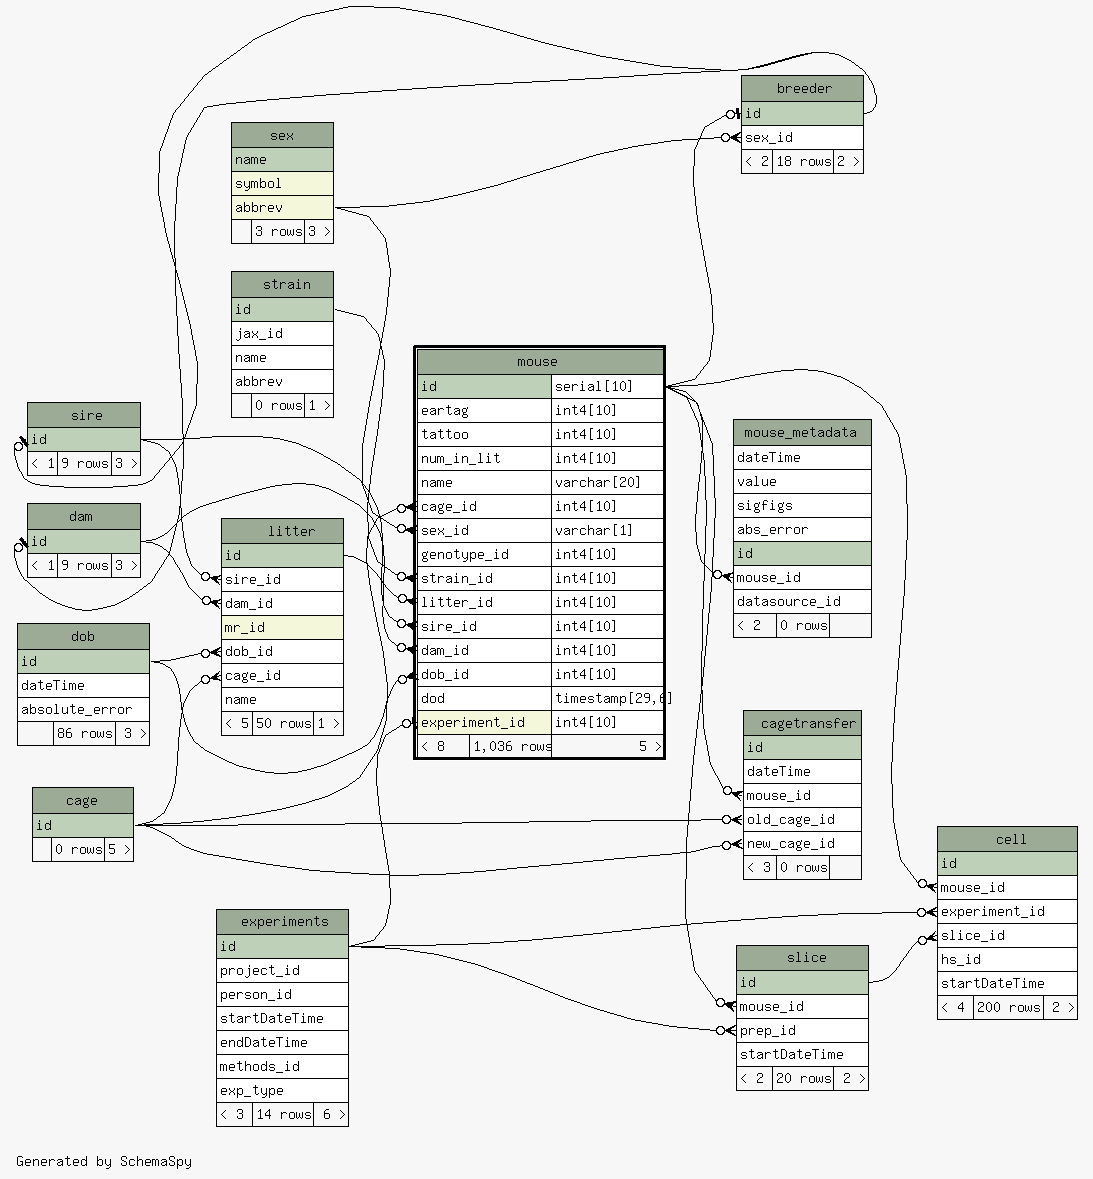 breeder
id
sex_id
< 2 18 rows 2 >
sex
name
symbol
abbrev
3 rows 3 >
strain
id
jax_id
name
abbrev
0 rows 1 >
mouse
id serial[10]
eartag int4[10]
tattoo int4[10]
num_in_lit int4[10]
name varchar[20]
cage_id int4[10]
sex_id varchar[1]
genotype_id int4[10]
strain_id int4[10]
litter_id int4[10]
sire_id int4[10]
dam_id int4[10]
dob_id int4[10]
dod timestamp[29,6]
experiment_id int4[10]
< 8 1,036 rows 5 >
sire
id
< 1 9 rows 3 >
dam
id
< 1 9 rows 3 >
litter
id
sire_id
dam_id
mr_id
dob_id
cage_id
name
< 5 50 rows 1 >
dob
id
dateTime
absolute_error
86 rows 3 >
mouse_metadata
dateTime
value
sigfigs
abs_error
id
mouse_id
datasource_id
< 2 0 rows
cagetransfer
id
dateTime
mouse_id
old_cage_id
new_cage_id
< 3 0 rows
cage
id
0 rows 5 >
cell
id
mouse_id
experiment_id
slice_id
hs_id
startDateTime
< 4 200 rows 2 >
experiments
id
project_id
person_id
startDateTime
endDateTime
methods_id
exp_type
< 3 14 rows 6 >
slice
id
mouse_id
prep_id
startDateTime
< 2 20 rows 2 >
Generated by SchemaSpy